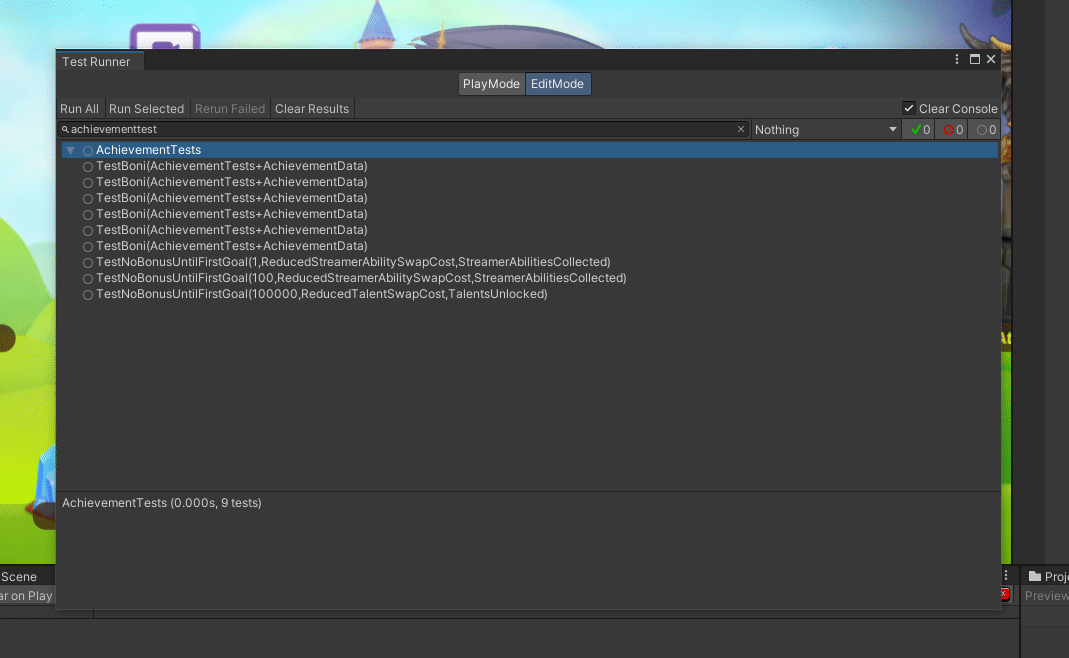 Test Runner
PlayMode EditMode
Run All Run Selected Rerun Failed Clear Results Clear Console
achievementtest Nothing 0 0 0
AchievementTests
TestBoni(AchievementTests+AchievementData)
TestBoni(AchievementTests+AchievementData)
TestBoni(AchievementTests+AchievementData)
TestBoni(AchievementTests+AchievementData)
TestBoni(AchievementTests+AchievementData)
TestBoni(AchievementTests+AchievementData)
TestNoBonusUntilFirstGoal(1,ReducedStreamerAbilitySwapCost,StreamerAbilitiesCollected)
TestNoBonusUntilFirstGoal(100,ReducedStreamerAbilitySwapCost,StreamerAbilitiesCollected)
TestNoBonusUntilFirstGoal(100000,ReducedTalentSwapCost,TalentsUnlocked)
AchievementTests (0.000s, 9 tests)
Scene Proj
ar on Play Preview